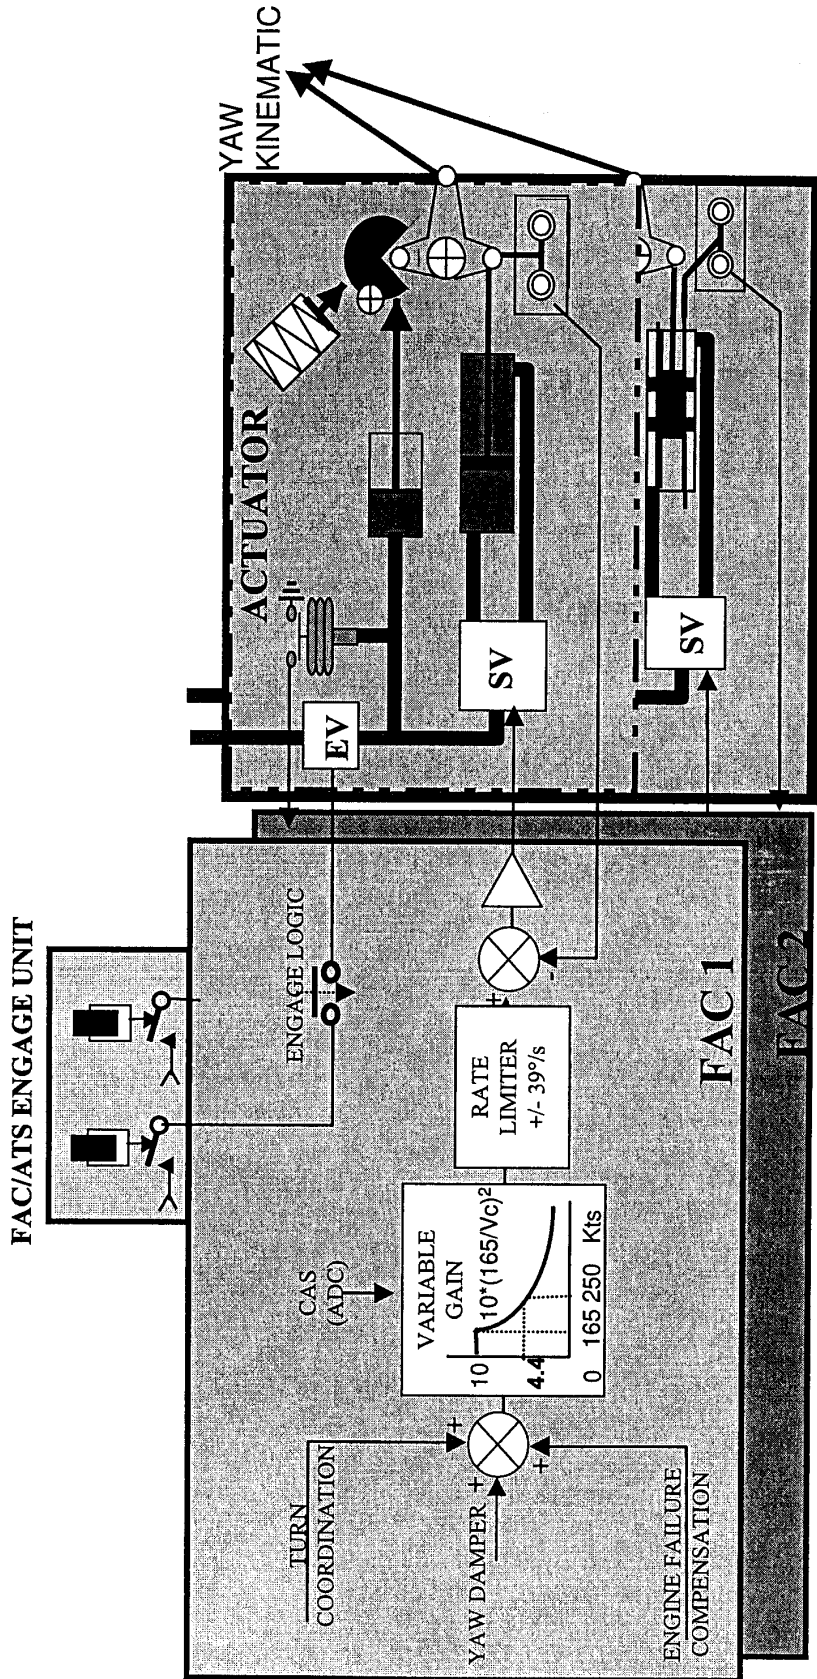 FAC/ATS ENGAGE UNIT
YAW
KINEMATIC
ACTUATOR
EV
SV
SV
ENGAGE LOGIC
CAS
(ADC)
TURN
COORDINATION
YAW DAMPER
ENGINE FAILURE
COMPENSATION
+
+
+
VARIABLE
GAIN
10
10*(165/Vc)²
4.4
0 165 250 Kts
RATE
LIMITER
+/- 39°/s
+
-
FAC 1
FAC 2